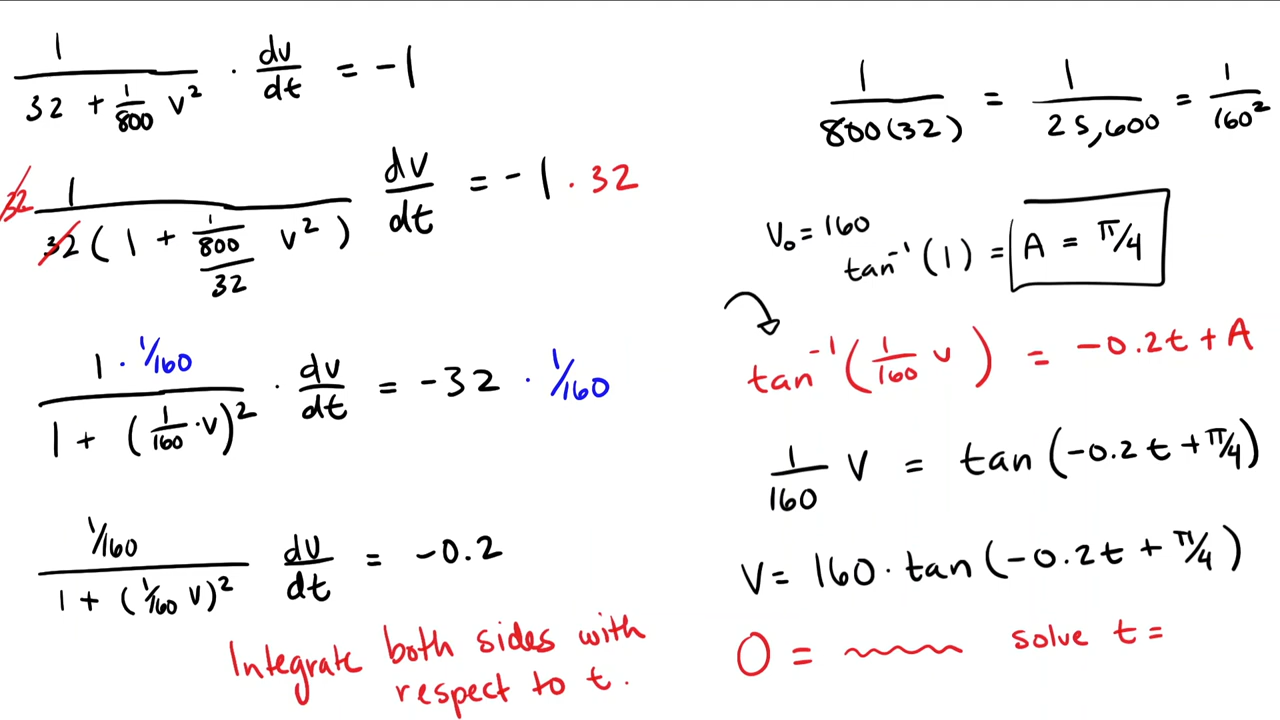 1 / (32 + 1/800 v²) · dv/dt = -1
32 1 / (32(1 + (1/800)/32 v²)) dv/dt = -1 · 32
1 · 1/160 / (1 + (1/160 · v)²) · dv/dt = -32 · 1/160
1/160 / (1 + (1/160 v)²) dv/dt = -0.2
Integrate both sides with
respect to t.
1 / 800(32) = 1 / 25,600 = 1 / 160²
V₀ = 160
tan⁻¹(1) = A = π/4
tan⁻¹(1/160 v) = -0.2t + A
1/160 V = tan(-0.2t + π/4)
V = 160 · tan(-0.2t + π/4)
0 = solve t =